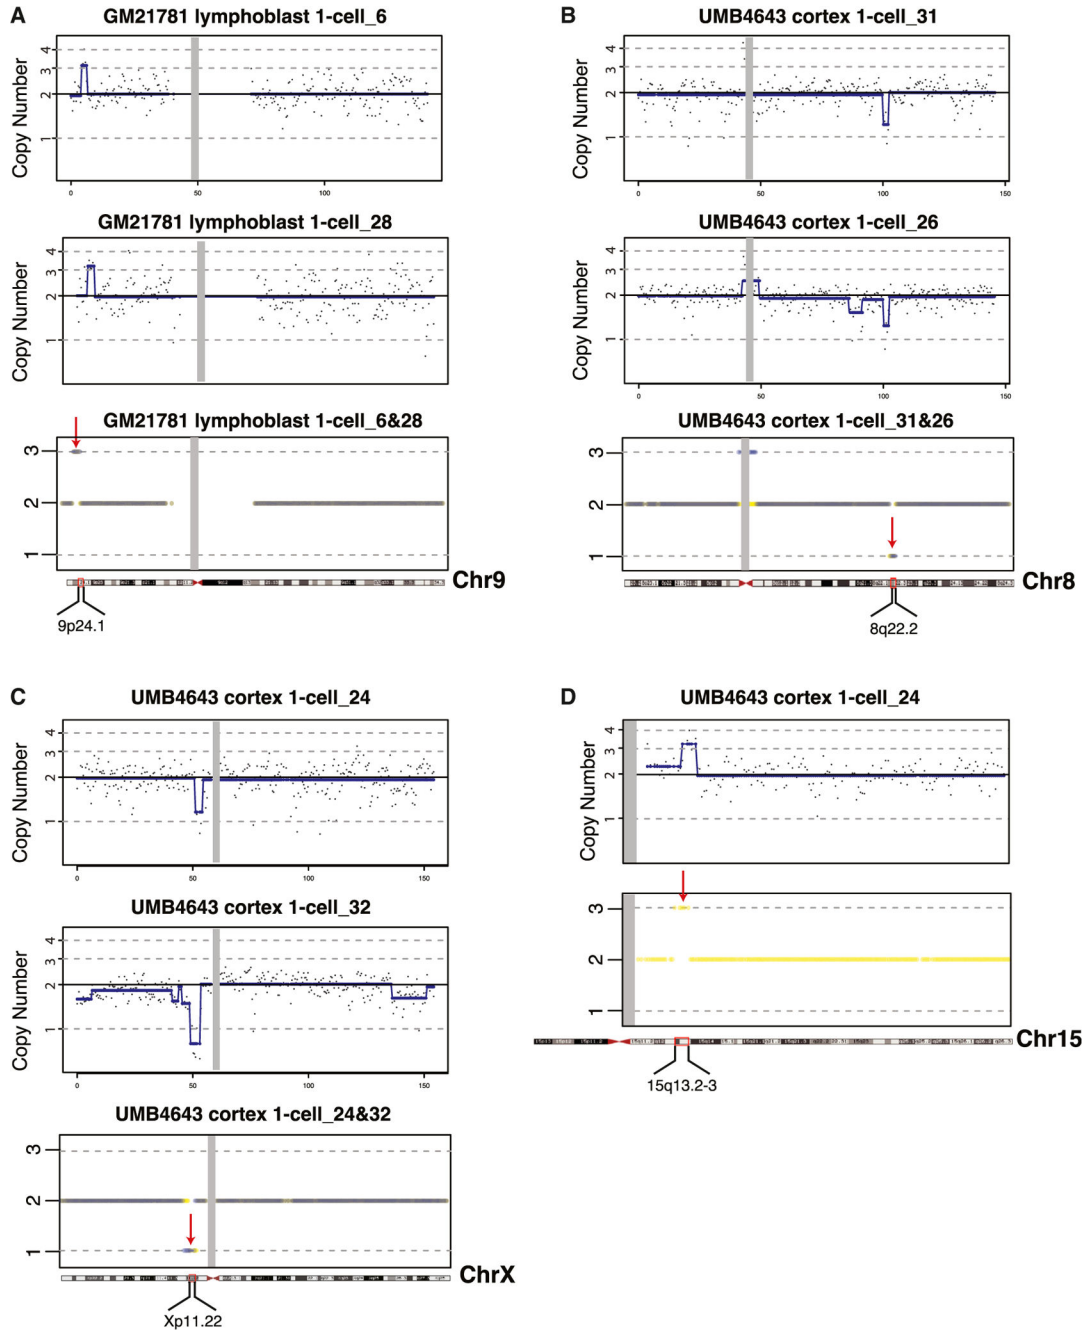 A
GM21781 lymphoblast 1-cell_6
Copy Number
4
3
2
1
0
50
100
GM21781 lymphoblast 1-cell_28
Copy Number
4
3
2
1
GM21781 lymphoblast 1-cell_6&28
3
2
1
Chr9
9p24.1
B
UMB4643 cortex 1-cell_31
Copy Number
4
3
2
1
0
50
100
150
UMB4643 cortex 1-cell_26
Copy Number
4
3
2
1
0
50
100
150
UMB4643 cortex 1-cell_31&26
3
2
1
Chr8
8q22.2
C
UMB4643 cortex 1-cell_24
Copy Number
4
3
2
1
0
50
100
150
UMB4643 cortex 1-cell_32
Copy Number
4
3
2
1
0
50
100
150
UMB4643 cortex 1-cell_24&32
3
2
1
ChrX
Xp11.22
D
UMB4643 cortex 1-cell_24
Copy Number
4
3
2
1
3
2
1
Chr15
15q13.2-3